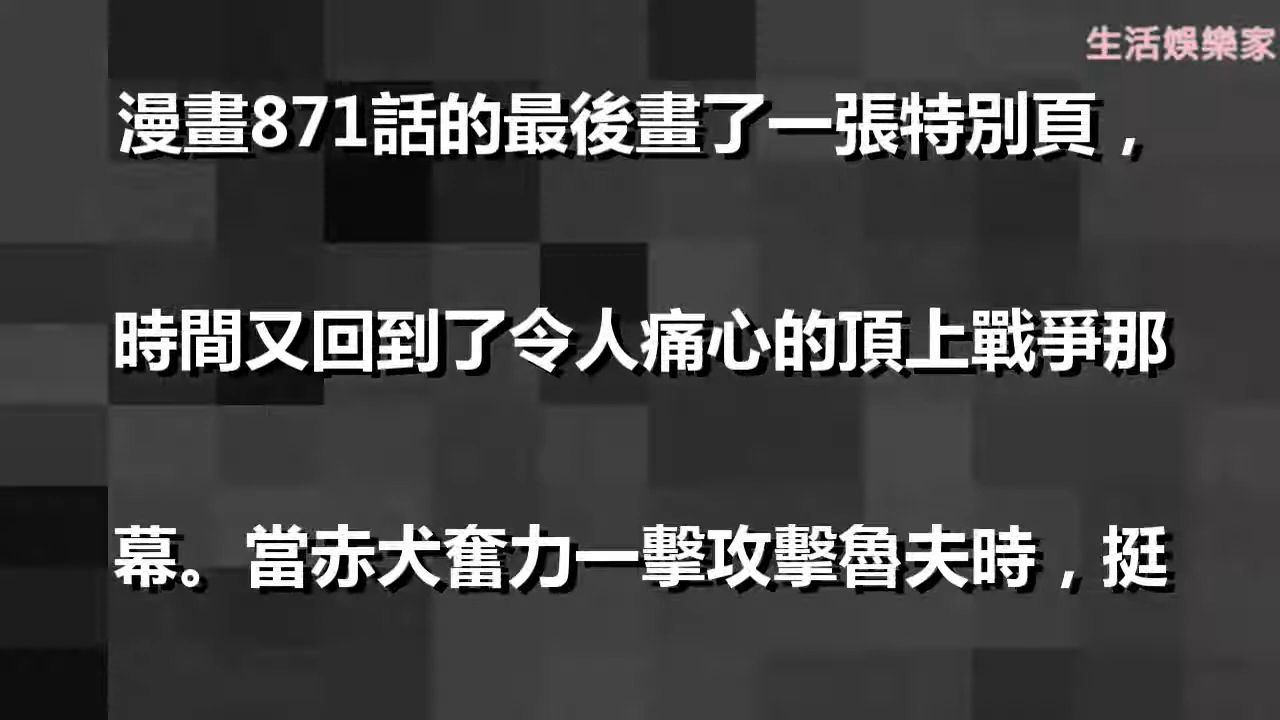 生活娛樂家
漫畫871話的最後畫了一張特別頁，
時間又回到了令人痛心的頂上戰爭那
幕。當赤犬奮力一擊攻擊魯夫時，挺